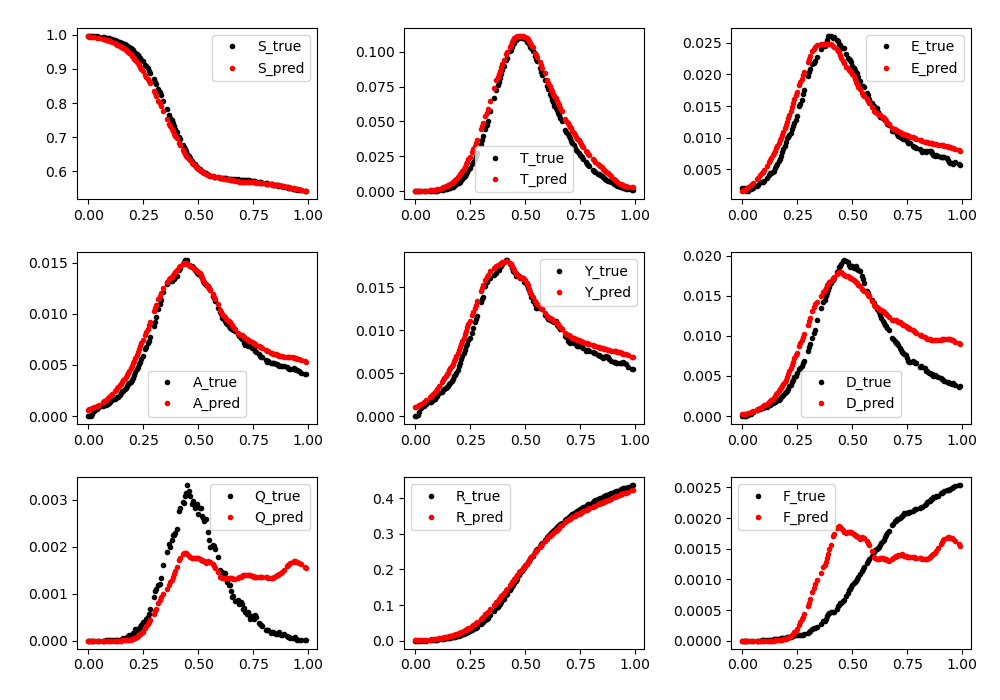 S_true
S_pred
1.0
0.9
0.8
0.7
0.6
0.00 0.25 0.50 0.75 1.00
T_true
T_pred
0.100
0.075
0.050
0.025
0.000
0.00 0.25 0.50 0.75 1.00
E_true
E_pred
0.025
0.020
0.015
0.010
0.005
0.00 0.25 0.50 0.75 1.00
A_true
A_pred
0.015
0.010
0.005
0.000
0.00 0.25 0.50 0.75 1.00
Y_true
Y_pred
0.015
0.010
0.005
0.000
0.00 0.25 0.50 0.75 1.00
D_true
D_pred
0.020
0.015
0.010
0.005
0.000
0.00 0.25 0.50 0.75 1.00
Q_true
Q_pred
0.003
0.002
0.001
0.000
0.00 0.25 0.50 0.75 1.00
R_true
R_pred
0.4
0.3
0.2
0.1
0.0
0.00 0.25 0.50 0.75 1.00
F_true
F_pred
0.0025
0.0020
0.0015
0.0010
0.0005
0.0000
0.00 0.25 0.50 0.75 1.00